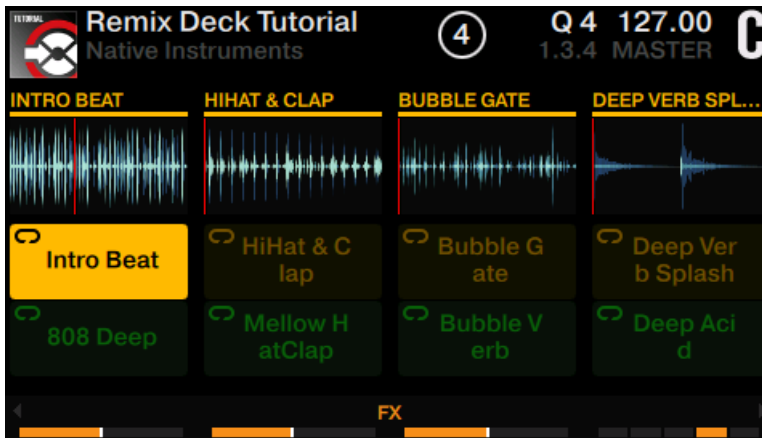 TUTORIAL
Remix Deck Tutorial
Native Instruments
4
Q 4 127.00
1.3.4 MASTER
C
INTRO BEAT
HIHAT & CLAP
BUBBLE GATE
DEEP VERB SPL...
Intro Beat
HiHat & C
lap
Bubble G
ate
Deep Ver
b Splash
808 Deep
Mellow H
atClap
Bubble V
erb
Deep Aci
d
FX